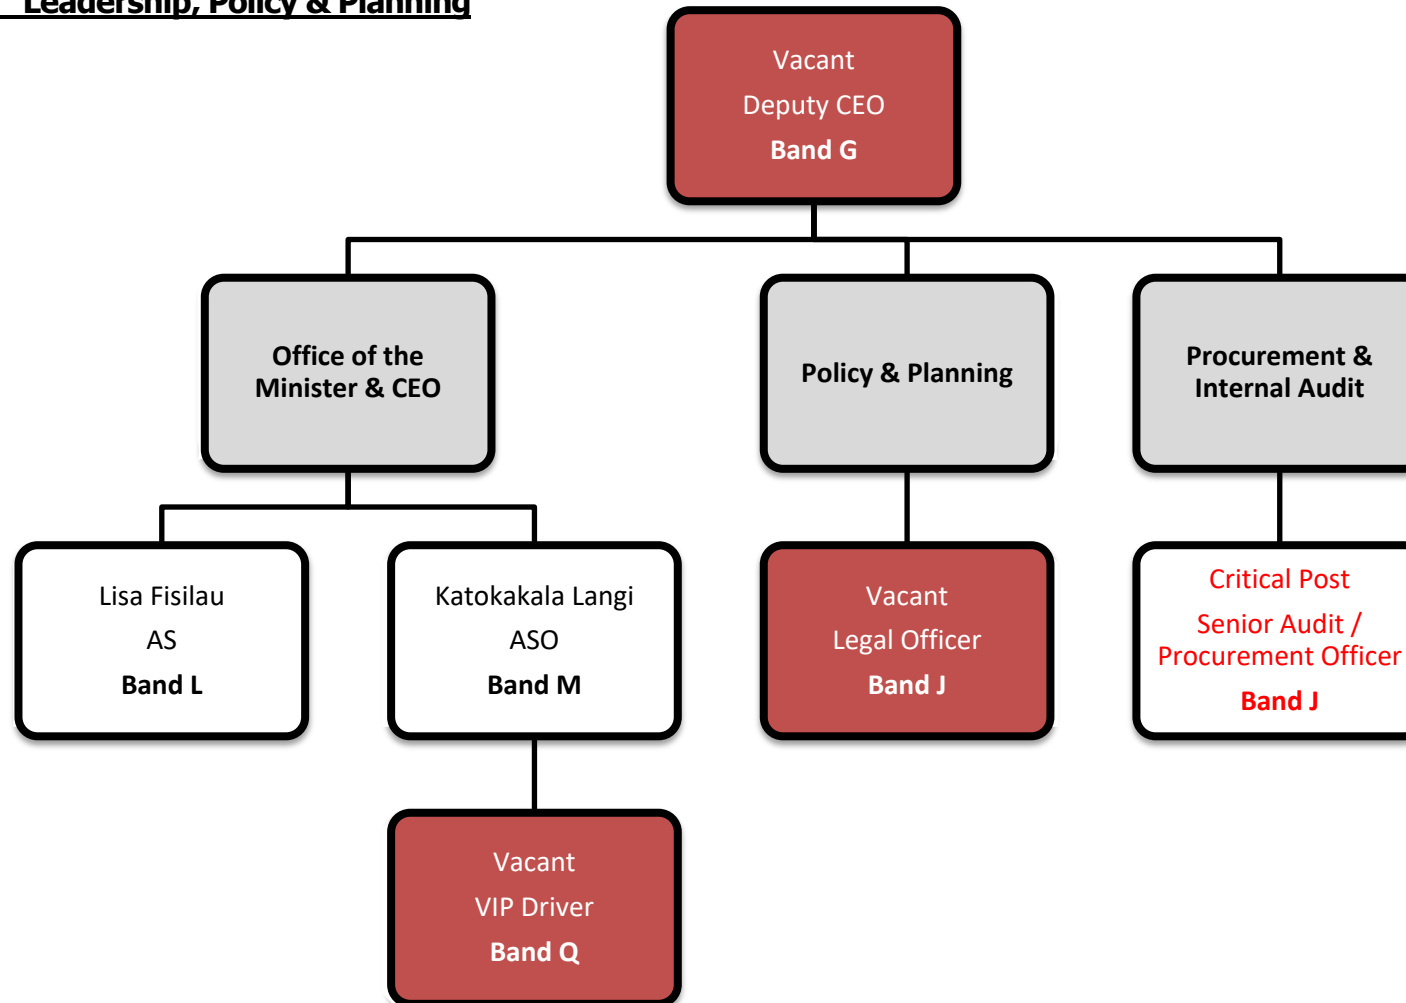 Leadership, Policy & Planning
Vacant
Deputy CEO
Band G
Office of the
Minister & CEO
Policy & Planning
Procurement &
Internal Audit
Lisa Fisilau
AS
Band L
Katokakala Langi
ASO
Band M
Vacant
Legal Officer
Band J
Critical Post
Senior Audit /
Procurement Officer
Band J
Vacant
VIP Driver
Band Q